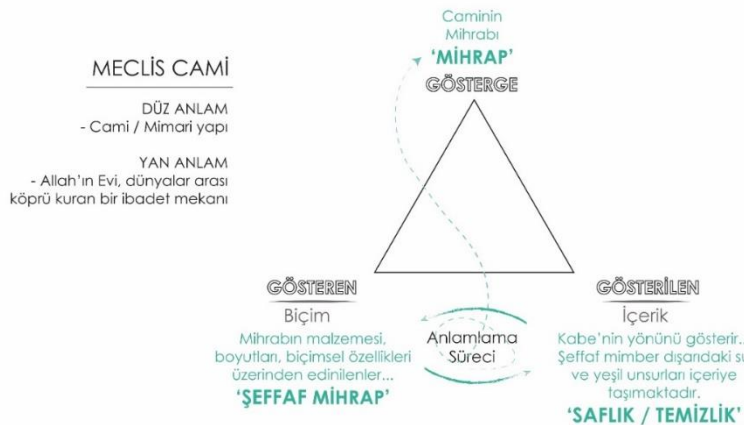 Caminin
Mihrabı
'MİHRAP'
GÖSTERGE
MECLİS CAMİ
DÜZ ANLAM
- Cami / Mimari yapı
YAN ANLAM
- Allah'ın Evi, dünyalar arası
köprü kuran bir ibadet mekanı
GÖSTEREN
Biçim
Mihrabın malzemesi,
boyutları, biçimsel özellikleri
üzerinden edinilenler...
'ŞEFFAF MİHRAP'
Anlamlama
Süreci
GÖSTERİLEN
İçerik
Kabe'nin yönünü gösterir..
Şeffaf mimber dışarıdaki su
ve yeşil unsurları içeriye
taşımaktadır.
'SAFLIK / TEMİZLİK'